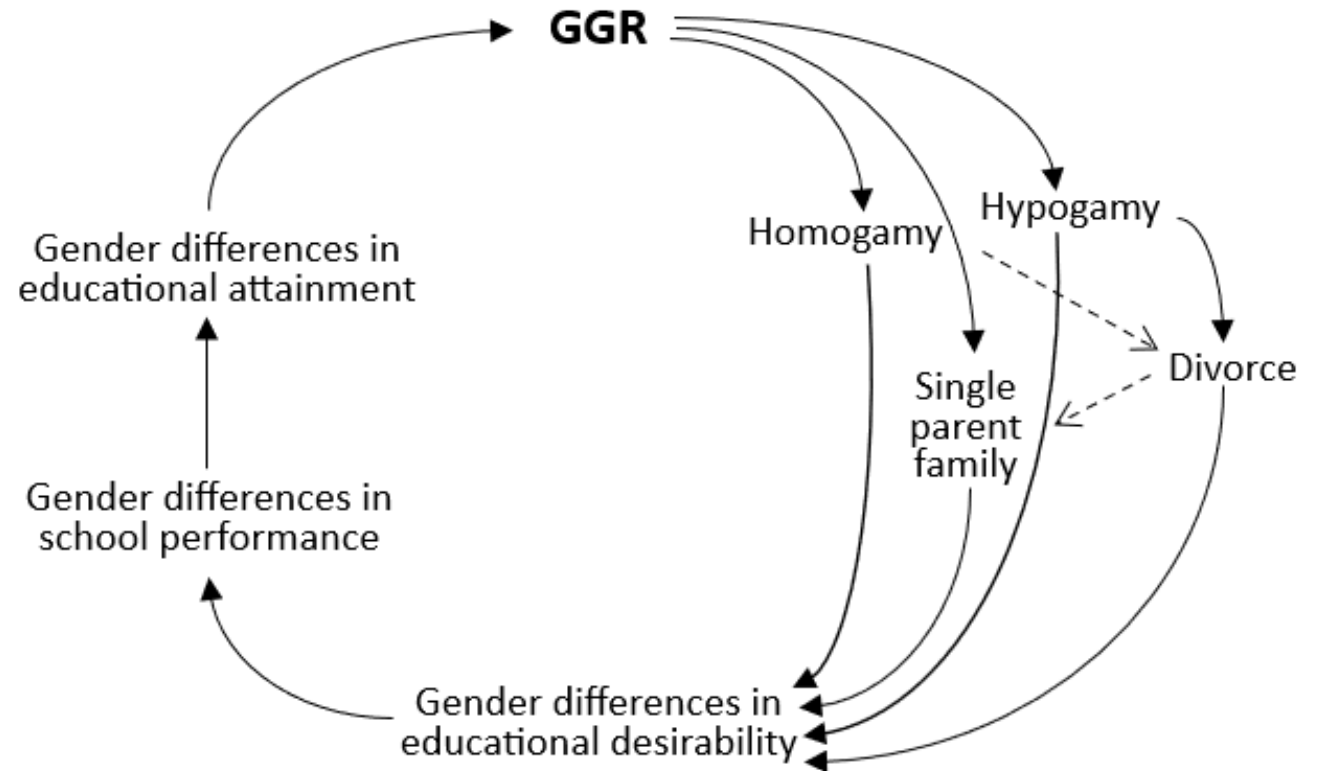 GGR
Hypogamy
Homogamy
Gender differences in
educational attainment
Divorce
Single
parent
family
Gender differences in
school performance
Gender differences in
educational desirability